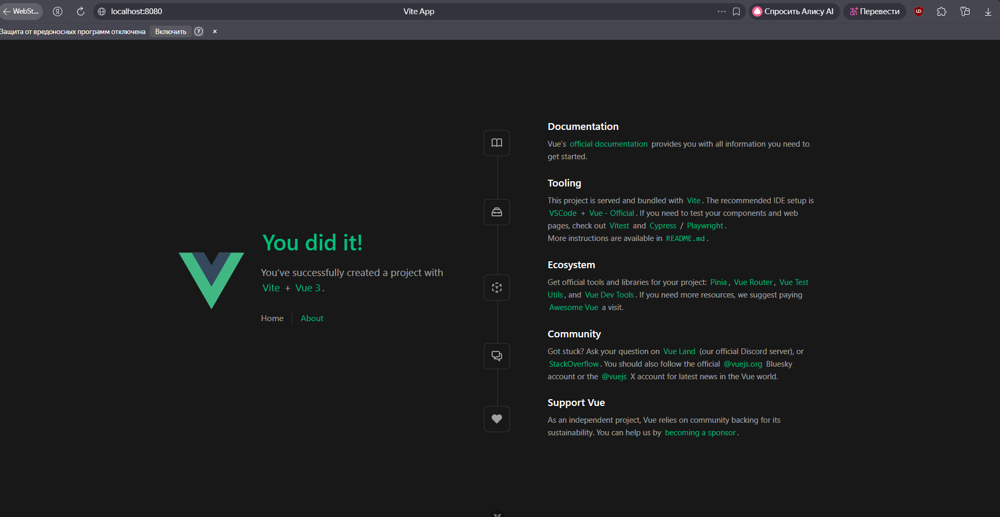 WebSt...
localhost:8080
Vite App
Спросить Алису AI
Перевести
Защита от вредоносных программ отключена
Включить
You did it!
You’ve successfully created a project with
Vite + Vue 3.
Home
About
Documentation
Vue’s official documentation provides you with all information you need to
get started.
Tooling
This project is served and bundled with Vite. The recommended IDE setup is
VSCode + Vue - Official. If you need to test your components and web
pages, check out Vitest and Cypress / Playwright.
More instructions are available in README.md.
Ecosystem
Get official tools and libraries for your project: Pinia, Vue Router, Vue Test
Utils, and Vue Dev Tools. If you need more resources, we suggest paying
Awesome Vue a visit.
Community
Got stuck? Ask your question on Vue Land (our official Discord server), or
StackOverflow. You should also follow the official @vuejs.org Bluesky
account or the @vuejs X account for latest news in the Vue world.
Support Vue
As an independent project, Vue relies on community backing for its
sustainability. You can help us by becoming a sponsor.